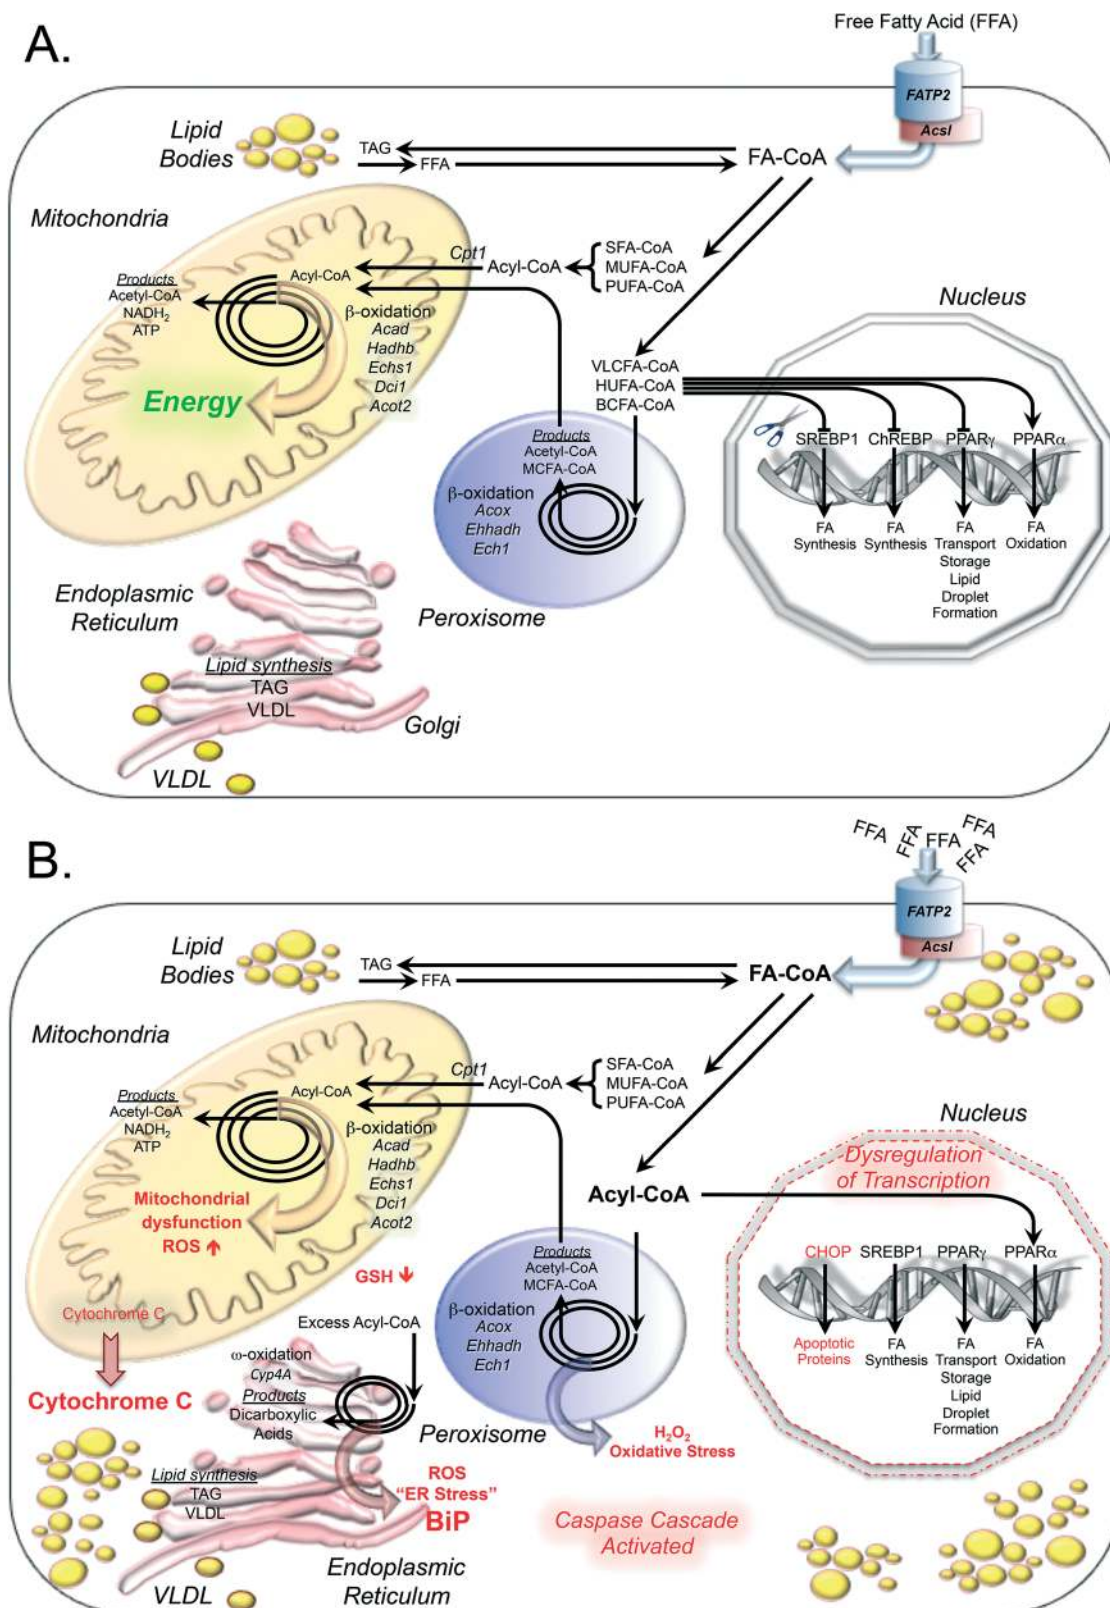 A.
Free Fatty Acid (FFA)
FATP2
Acsl
Lipid
Bodies
TAG
FFA
FA-CoA
Mitochondria
Cpt1
Acyl-CoA
SFA-CoA
MUFA-CoA
PUFA-CoA
Products
Acetyl-CoA
NADH₂
ATP
Acyl-CoA
β-oxidation
Acad
Hadhb
Echs1
Dci1
Acot2
Energy
VLCFA-CoA
HUFA-CoA
BCFA-CoA
Nucleus
SREBP1 ChREBP PPARγ PPARα
FA
Synthesis
FA
Synthesis
FA
Transport
Storage
Lipid
Droplet
Formation
FA
Oxidation
Products
Acetyl-CoA
MCFA-CoA
β-oxidation
Acox
Ehhadh
Ech1
Peroxisome
Endoplasmic
Reticulum
Lipid synthesis
TAG
VLDL
Golgi
VLDL
B.
FFA
FFA
FFA
FFA
FFA
FATP2
Acsl
Lipid
Bodies
TAG
FFA
FA-CoA
Mitochondria
Cpt1
Acyl-CoA
SFA-CoA
MUFA-CoA
PUFA-CoA
Products
Acetyl-CoA
NADH₂
ATP
Acyl-CoA
β-oxidation
Acad
Hadhb
Echs1
Dci1
Acot2
Mitochondrial
dysfunction
ROS ↑
Acyl-CoA
Nucleus
Dysregulation
of Transcription
CHOP SREBP1 PPARγ PPARα
Apoptotic
Proteins
FA
Synthesis
FA
Transport
Storage
Lipid
Droplet
Formation
FA
Oxidation
GSH ↓
Products
Acetyl-CoA
MCFA-CoA
β-oxidation
Acox
Ehhadh
Ech1
Peroxisome
H₂O₂
Oxidative Stress
Cytochrome C
Cytochrome C
Excess Acyl-CoA
ω-oxidation
Cyp4A
Products
Dicarboxylic
Acids
Lipid synthesis
TAG
VLDL
ROS
“ER Stress”
BiP
Caspase Cascade
Activated
Endoplasmic
Reticulum
VLDL